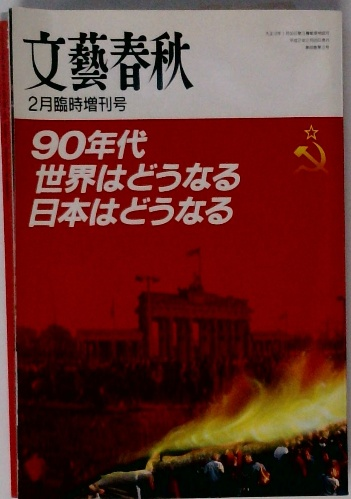 文藝春秋
2月臨時増刊号
90年代
世界はどうなる
日本はどうなる